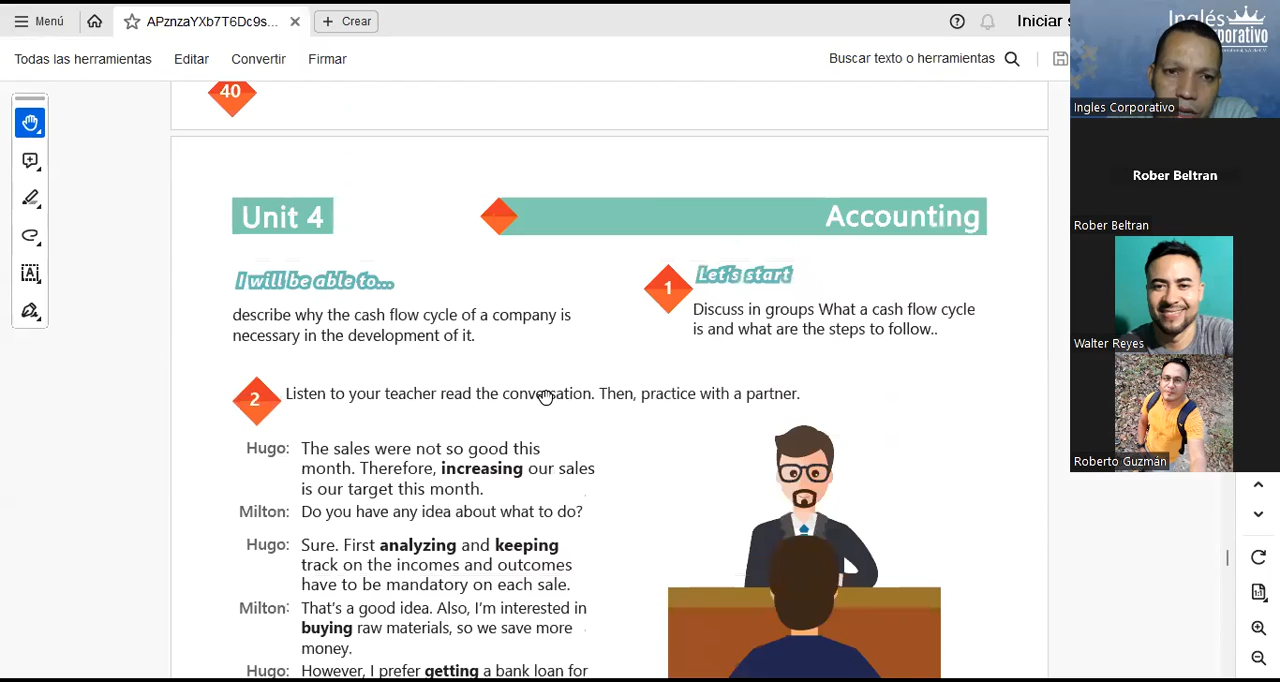 Menú
APznzaYXb7T6Dc9s...
Crear
Iniciar s
Todas las herramientas
Editar
Convertir
Firmar
Buscar texto o herramientas
40
Unit 4
Accounting
I will be able to...
describe why the cash flow cycle of a company is
necessary in the development of it.
1
Let's start
Discuss in groups What a cash flow cycle
is and what are the steps to follow..
2
Listen to your teacher read the conversation. Then, practice with a partner.
Hugo: The sales were not so good this
month. Therefore, increasing our sales
is our target this month.
Milton: Do you have any idea about what to do?
Hugo: Sure. First analyzing and keeping
track on the incomes and outcomes
have to be mandatory on each sale.
Milton: That's a good idea. Also, I'm interested in
buying raw materials, so we save more
money.
Hugo: However, I prefer getting a bank loan for
Inglés
Ingles Corporativo
Rober Beltran
Rober Beltran
Walter Reyes
Roberto Guzmán
1:1